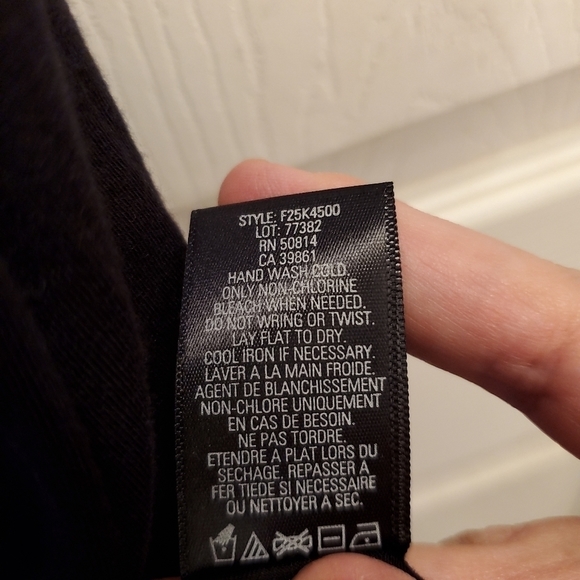 STYLE: F25K4500
LOT: 77382
RN 50814
CA 39861
HAND WASH COLD.
ONLY NON-CHLORINE
BLEACH WHEN NEEDED.
DO NOT WRING OR TWIST.
LAY FLAT TO DRY.
COOL IRON IF NECESSARY.
LAVER A LA MAIN FROIDE.
AGENT DE BLANCHISSEMENT
NON-CHLORE UNIQUEMENT
EN CAS DE BESOIN.
NE PAS TORDRE.
ETENDRE A PLAT LORS DU
SECHAGE. REPASSER A
FER TIEDE SI NECESSAIRE
OU NETTOYER A SEC.